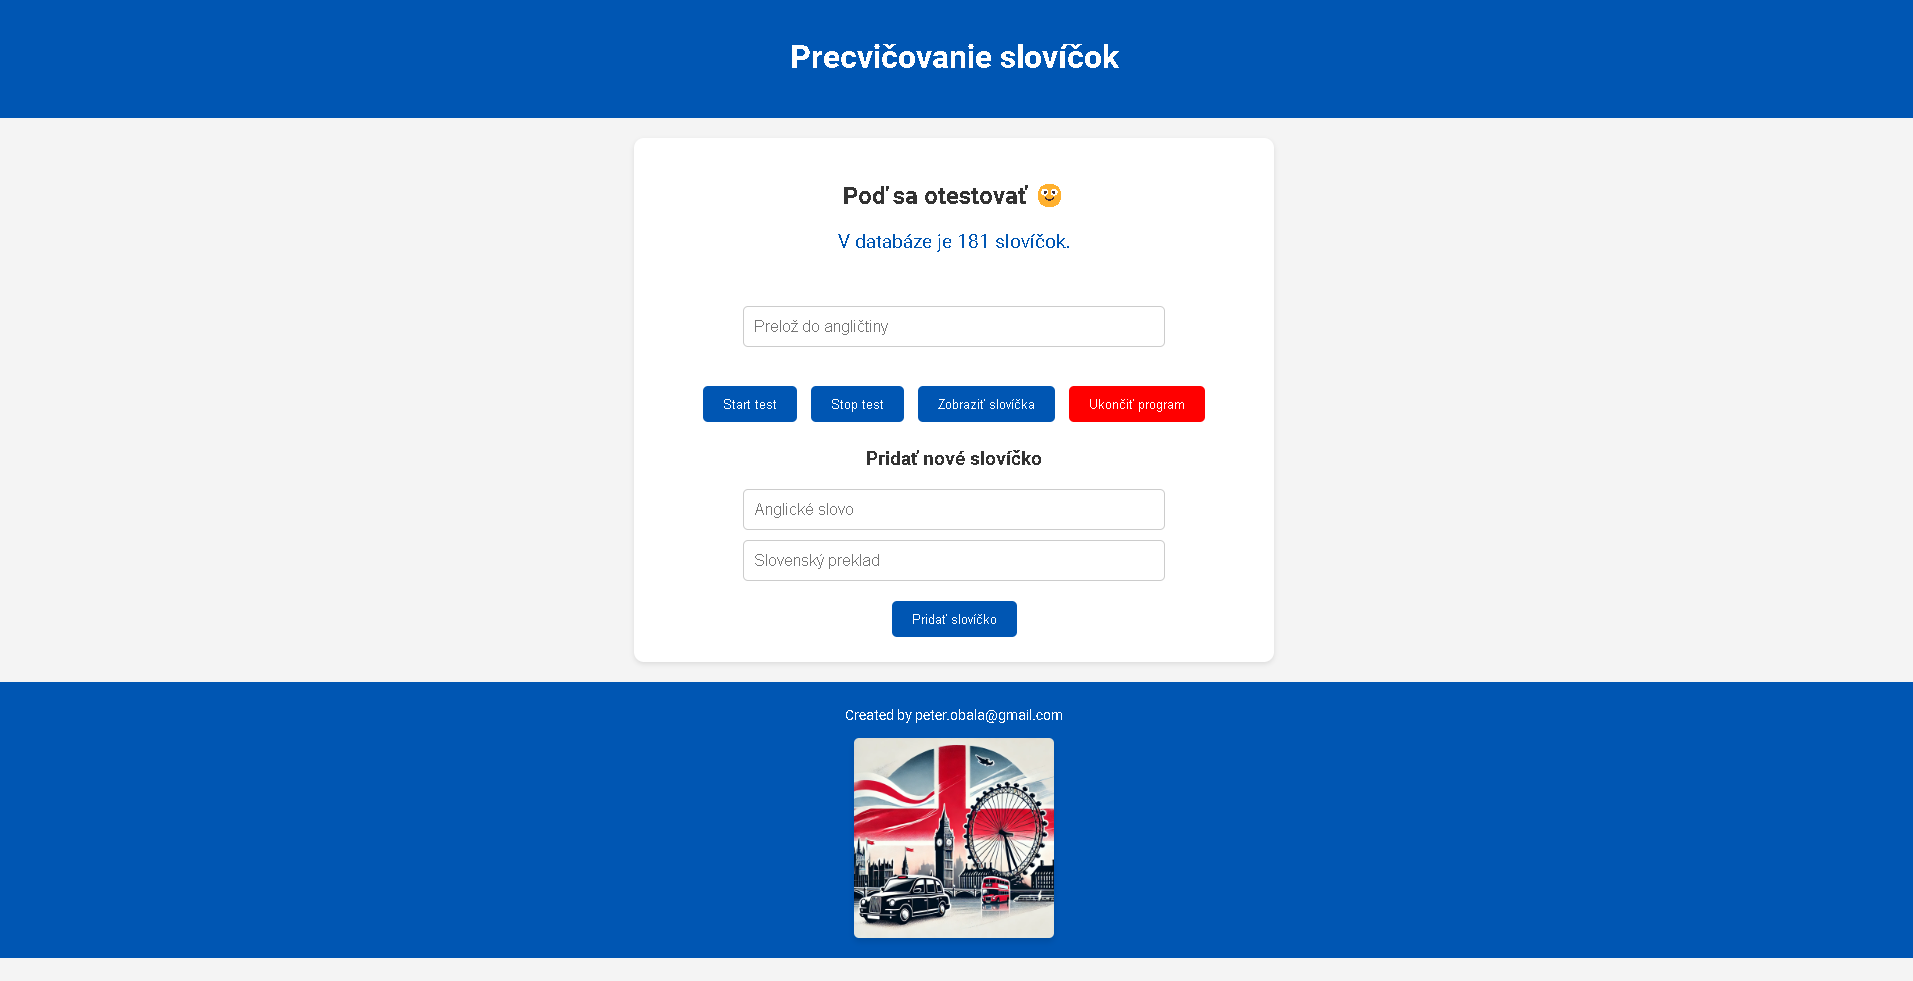 Precvičovanie slovíčok
Poď sa otestovať
V databáze je 181 slovíčok.
Prelož do angličtiny
Start test
Stop test
Zobraziť slovíčka
Ukončiť program
Pridať nové slovíčko
Anglické slovo
Slovenský preklad
Pridať slovíčko
Created by peter.obala@gmail.com